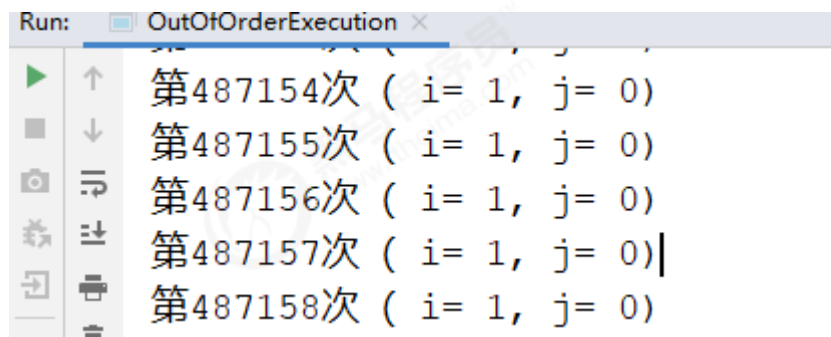 Run: OutOfOrderExecution ×
第487154次 ( i= 1, j= 0)
第487155次 ( i= 1, j= 0)
第487156次 ( i= 1, j= 0)
第487157次 ( i= 1, j= 0)
第487158次 ( i= 1, j= 0)